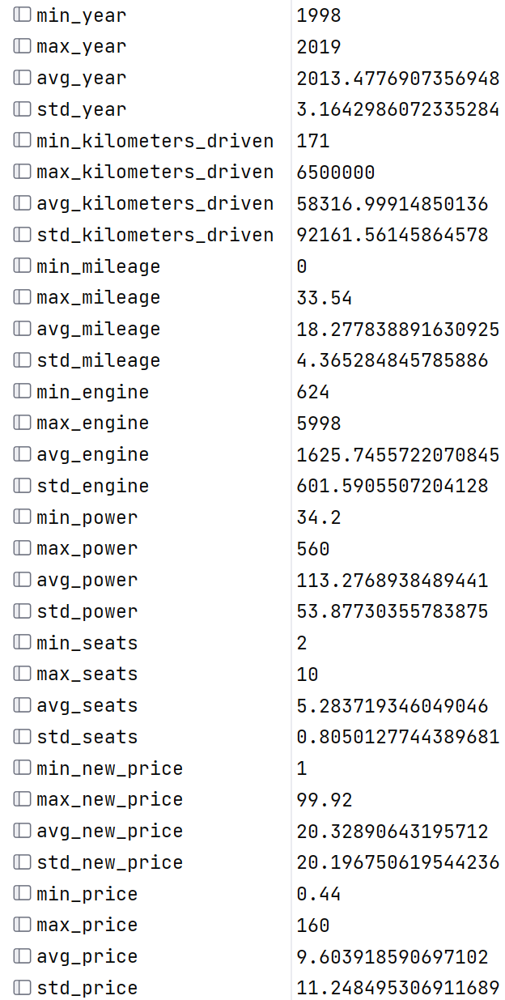 min_year 1998
max_year 2019
avg_year 2013.4776907356948
std_year 3.1642986072335284
min_kilometers_driven 171
max_kilometers_driven 6500000
avg_kilometers_driven 58316.99914850136
std_kilometers_driven 92161.56145864578
min_mileage 0
max_mileage 33.54
avg_mileage 18.277838891630925
std_mileage 4.365284845785886
min_engine 624
max_engine 5998
avg_engine 1625.7455722070845
std_engine 601.5905507204128
min_power 34.2
max_power 560
avg_power 113.2768938489441
std_power 53.87730355783875
min_seats 2
max_seats 10
avg_seats 5.283719346049046
std_seats 0.8050127744389681
min_new_price 1
max_new_price 99.92
avg_new_price 20.32890643195712
std_new_price 20.196750619544236
min_price 0.44
max_price 160
avg_price 9.603918590697102
std_price 11.248495306911689